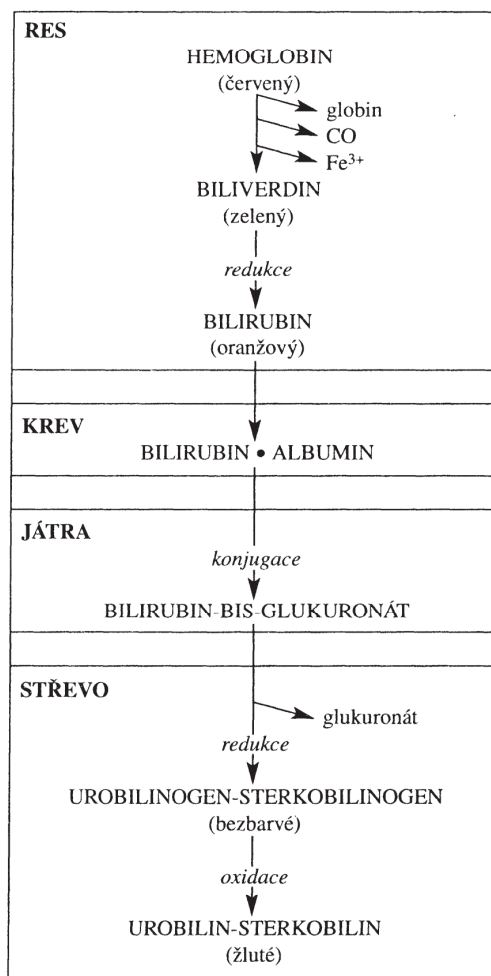 RES
HEMOGLOBIN
(červený)
globin
CO
Fe³⁺
BILIVERDIN
(zelený)
redukce
BILIRUBIN
(oranžový)
KREV
BILIRUBIN • ALBUMIN
JÁTRA
konjugace
BILIRUBIN-BIS-GLUKURONÁT
STŘEVO
glukuronát
redukce
UROBILINOGEN-STERKOBILINOGEN
(bezbarvé)
oxidace
UROBILIN-STERKOBILIN
(žluté)